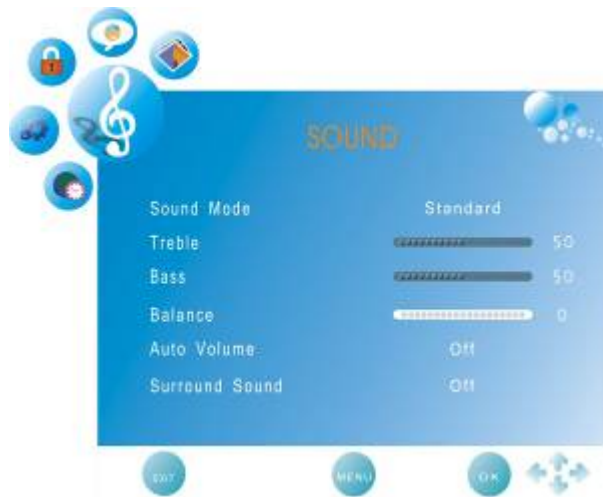 SOUND
Sound Mode Standard
Treble 50
Bass 50
Balance 0
Auto Volume Off
Surround Sound Off
EXIT MENU OK